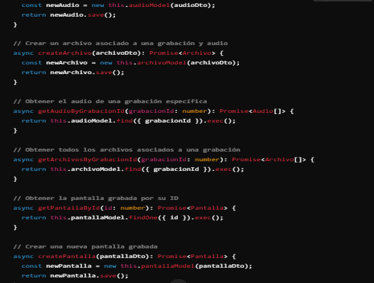 const newAudio = new this.audioModel(audioDto);
return newAudio.save();
}
// Crear un archivo asociado a una grabación y audio
async createArchivo(archivoDto): Promise<Archivo> {
const newArchivo = new this.archivoModel(archivoDto);
return newArchivo.save();
}
// Obtener el audio de una grabación específica
async getAudioByGrabacionId(grabacionId: number): Promise<Audio[]> {
return this.audioModel.find({ grabacionId }).exec();
}
// Obtener todos los archivos asociados a una grabación
async getArchivosByGrabacionId(grabacionId: number): Promise<Archivo[]> {
return this.archivoModel.find({ grabacionId }).exec();
}
// Obtener la pantalla grabada por su ID
async getPantallaById(id: number): Promise<Pantalla> {
return this.pantallaModel.findOne({ id }).exec();
}
// Crear una nueva pantalla grabada
async createPantalla(pantallaDto): Promise<Pantalla> {
const newPantalla = new this.pantallaModel(pantallaDto);
return newPantalla.save();